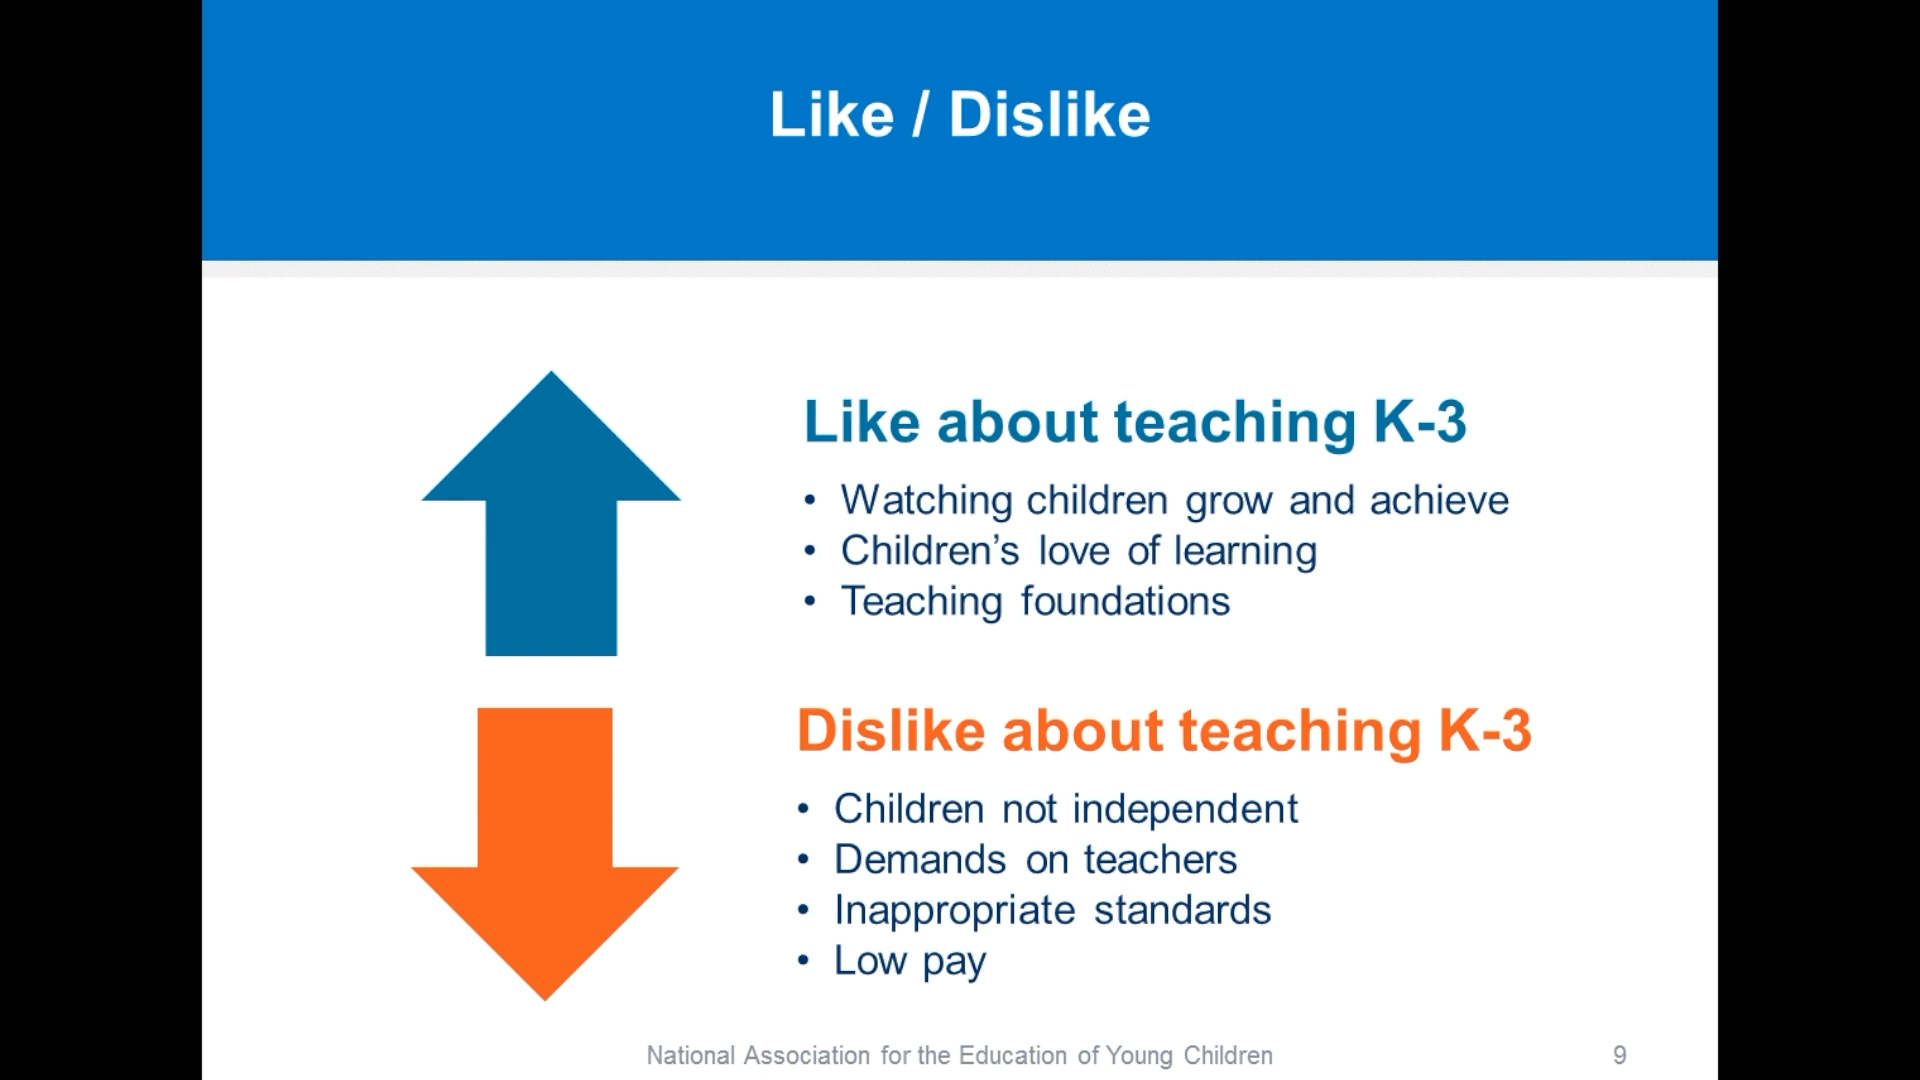 Like / Dislike
Like about teaching K-3
• Watching children grow and achieve
• Children’s love of learning
• Teaching foundations
Dislike about teaching K-3
• Children not independent
• Demands on teachers
• Inappropriate standards
• Low pay
National Association for the Education of Young Children
9